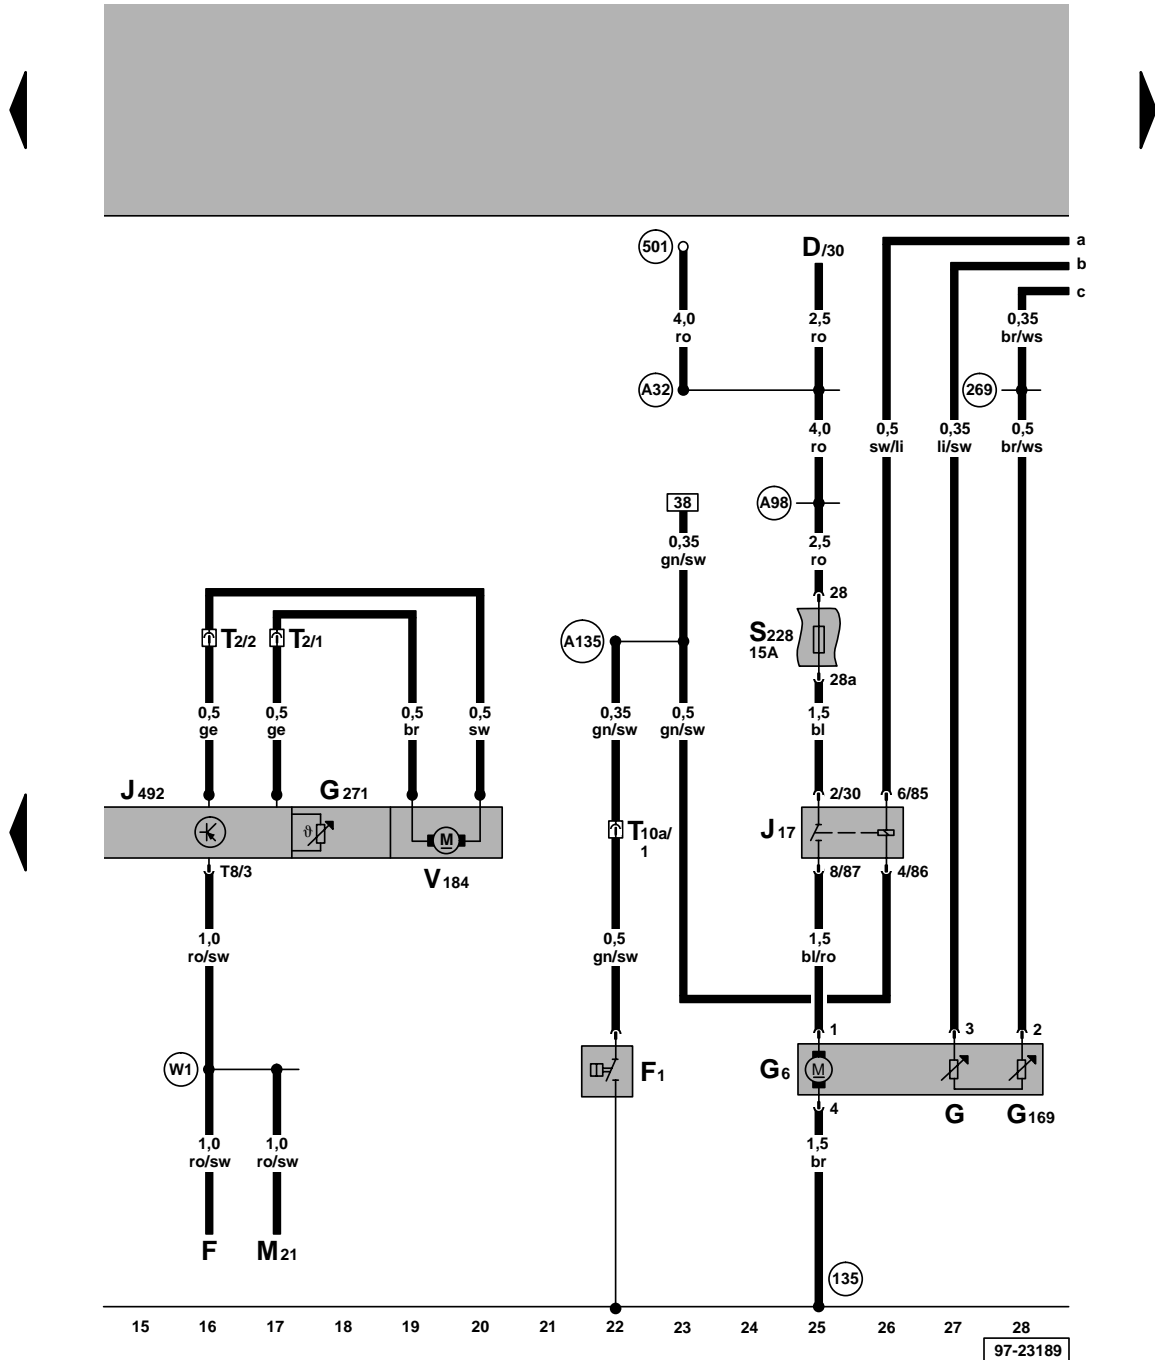 501
D/30
a
b
c
4,0
ro
2,5
ro
0,35
br/ws
A32
269
4,0
ro
0,5
sw/li
0,35
li/sw
0,5
br/ws
38
A98
0,35
gn/sw
2,5
ro
28
T2/2
T2/1
A135
S228
15A
28a
0,5
ge
0,5
ge
0,5
br
0,5
sw
0,35
gn/sw
0,5
gn/sw
1,5
bl
J492
G271
2/30
6/85
M
T10a/
1
J17
T8/3
V184
8/87
4/86
1,0
ro/sw
0,5
gn/sw
1,5
bl/ro
1
3
2
W1
F1
G6
M
4
G
G169
1,0
ro/sw
1,0
ro/sw
1,5
br
F
M21
135
15 16 17 18 19 20 21 22 23 24 25 26 27 28
97-23189